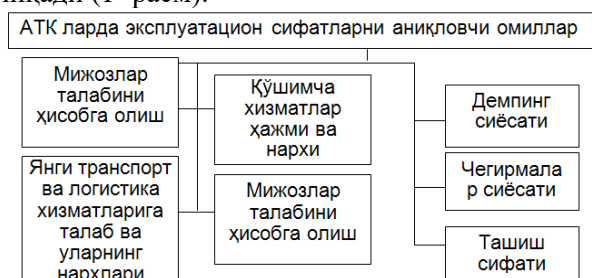 (1- расм).
АТК ларда эксплуатацион сифатларни аниқловчи омиллар
Мижозлар
талабини
ҳисобга олиш
Янги транспорт
ва логистика
хизматларига
талаб ва
уларнинг
нархлари
Қўшимча
хизматлар
ҳажми ва
нархи
Мижозлар
талабини
ҳисобга олиш
Демпинг
сиёсати
Чегирмала
р сиёсати
Ташиш
сифати